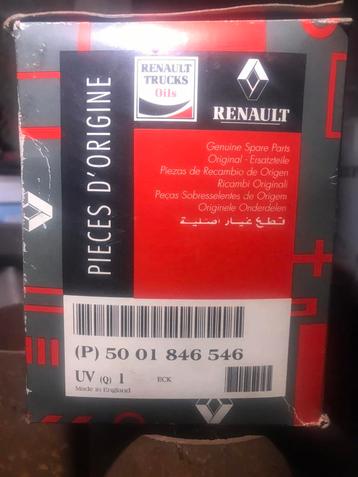 RENAULT
TRUCKS
Oils
RENAULT
PIECES D'ORIGINE
Genuine Spare Parts
Original - Ersatzteile
Piezas de Recambio de Origen
Ricambi Originali
Peças Sobresselentes de Origem
Originele Onderdelen
قطع غيار اصلية
(P) 50 01 846 546
UV (Q) 1 ECK
Made in England